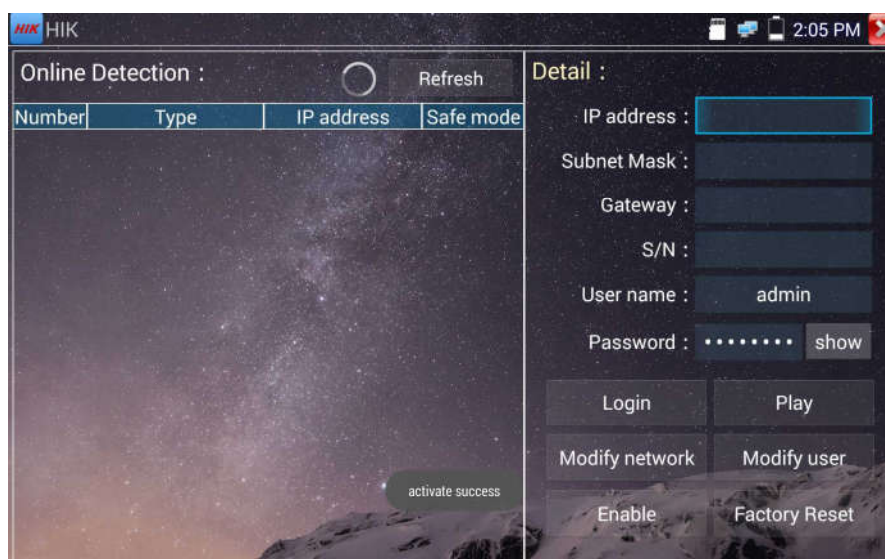 HIK HIK 2:05 PM
Online Detection : Refresh
Number Type IP address Safe mode
activate success
Detail :
IP address :
Subnet Mask :
Gateway :
S/N :
User name : admin
Password : •••••••• show
Login Play
Modify network Modify user
Enable Factory Reset